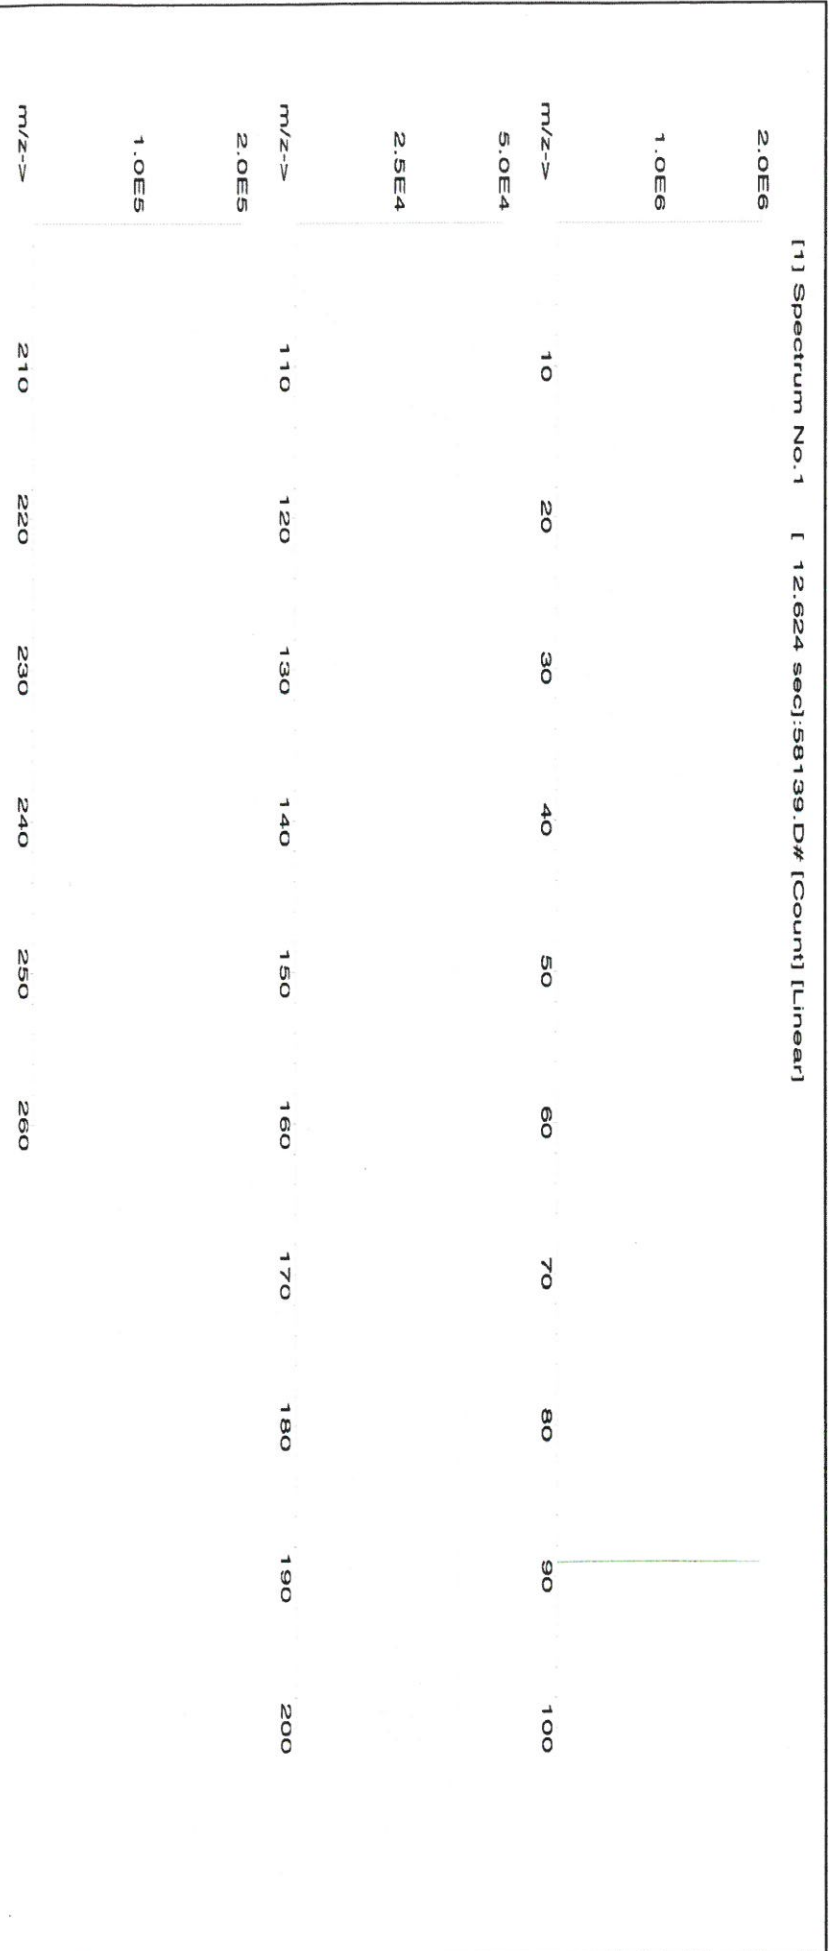 [1] Spectrum No.1 [ 12.624 sec]:58139.D# [Count] [Linear]
2.0E6
1.0E6
m/z-> 10 20 30 40 50 60 70 80 90 100
5.0E4
2.5E4
m/z-> 110 120 130 140 150 160 170 180 190 200
2.0E5
1.0E5
m/z-> 210 220 230 240 250 260